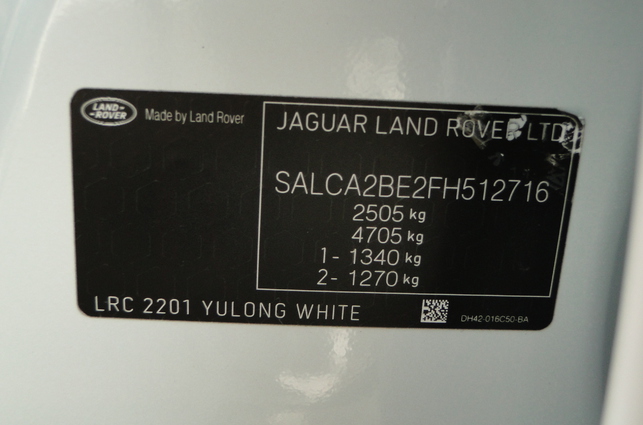 LAND-
ROVER
Made by Land Rover
JAGUAR LAND ROVER LTD
SALCA2BE2FH512716
2505 kg
4705 kg
1- 1340 kg
2- 1270 kg
LRC 2201 YULONG WHITE
DH42-016C50-BA